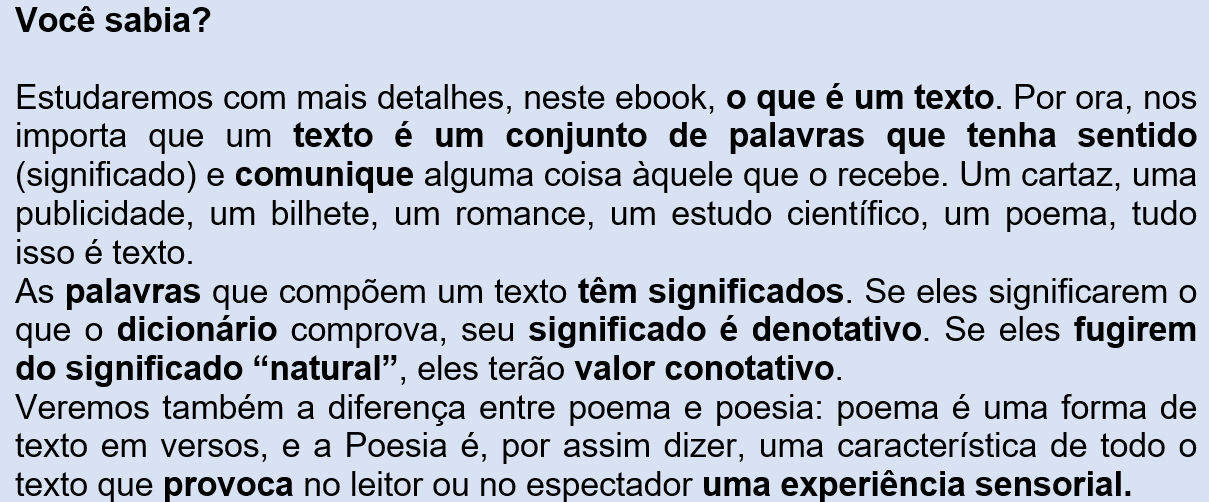 Você sabia?
Estudaremos com mais detalhes, neste ebook, o que é um texto. Por ora, nos
importa que um texto é um conjunto de palavras que tenha sentido
(significado) e comunique alguma coisa àquele que o recebe. Um cartaz, uma
publicidade, um bilhete, um romance, um estudo científico, um poema, tudo
isso é texto.
As palavras que compõem um texto têm significados. Se eles significarem o
que o dicionário comprova, seu significado é denotativo. Se eles fugirem
do significado “natural”, eles terão valor conotativo.
Veremos também a diferença entre poema e poesia: poema é uma forma de
texto em versos, e a Poesia é, por assim dizer, uma característica de todo o
texto que provoca no leitor ou no espectador uma experiência sensorial.